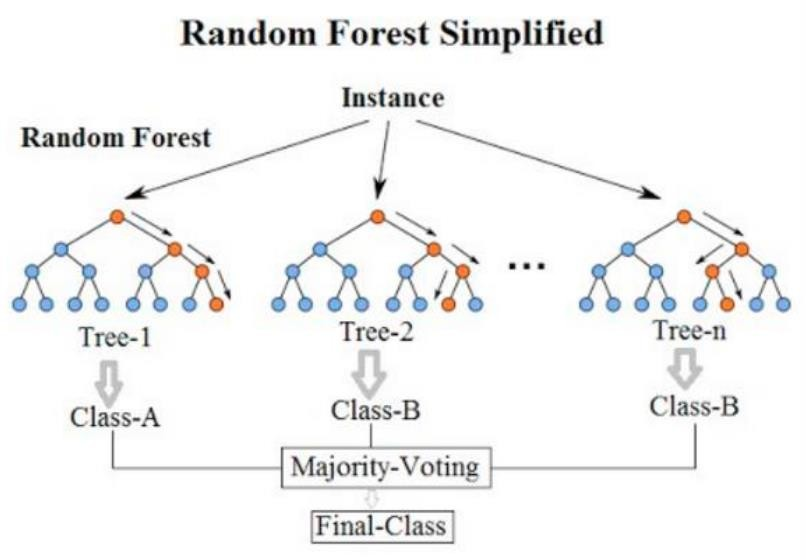 Random Forest Simplified
Instance
Random Forest
...
Tree-1
Tree-2
Tree-n
Class-A
Class-B
Class-B
Majority-Voting
Final-Class